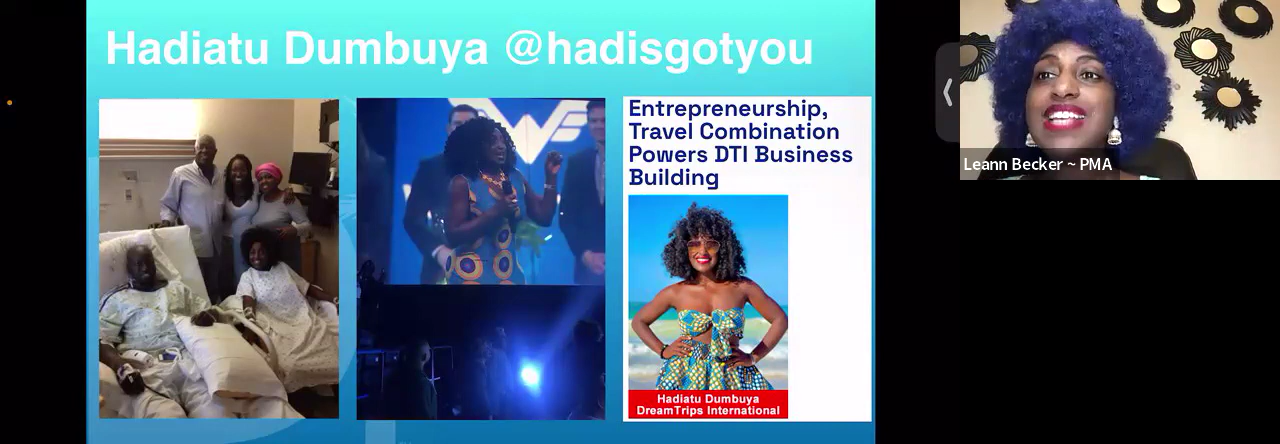 Hadiatu Dumbuya @hadisgotyou
Entrepreneurship,
Travel Combination
Powers DTI Business
Building
Hadiatu Dumbuya
DreamTrips International
Leann Becker ~ PMA